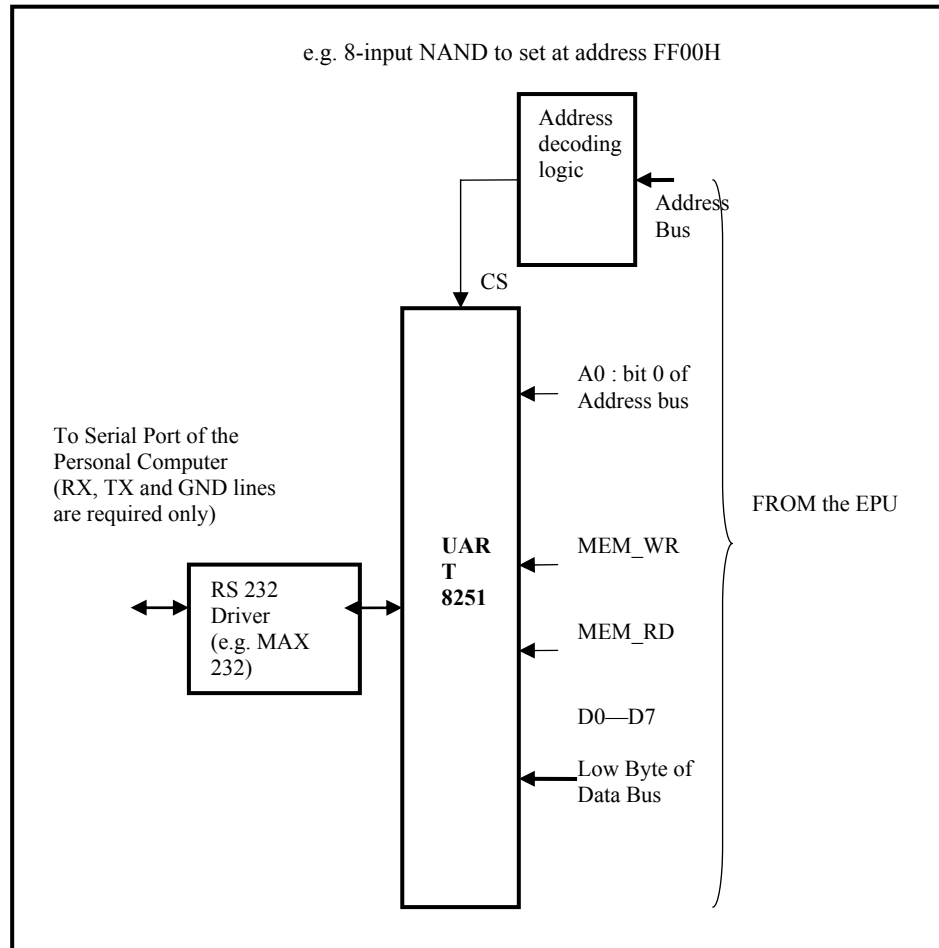 e.g. 8-input NAND to set at address FF00H
Address
decoding
logic
Address
Bus
CS
A0 : bit 0 of
Address bus
To Serial Port of the
Personal Computer
(RX, TX and GND lines
are required only)
FROM the EPU
UAR
T
8251
MEM_WR
RS 232
Driver
(e.g. MAX
232)
MEM_RD
D0—D7
Low Byte of
Data Bus